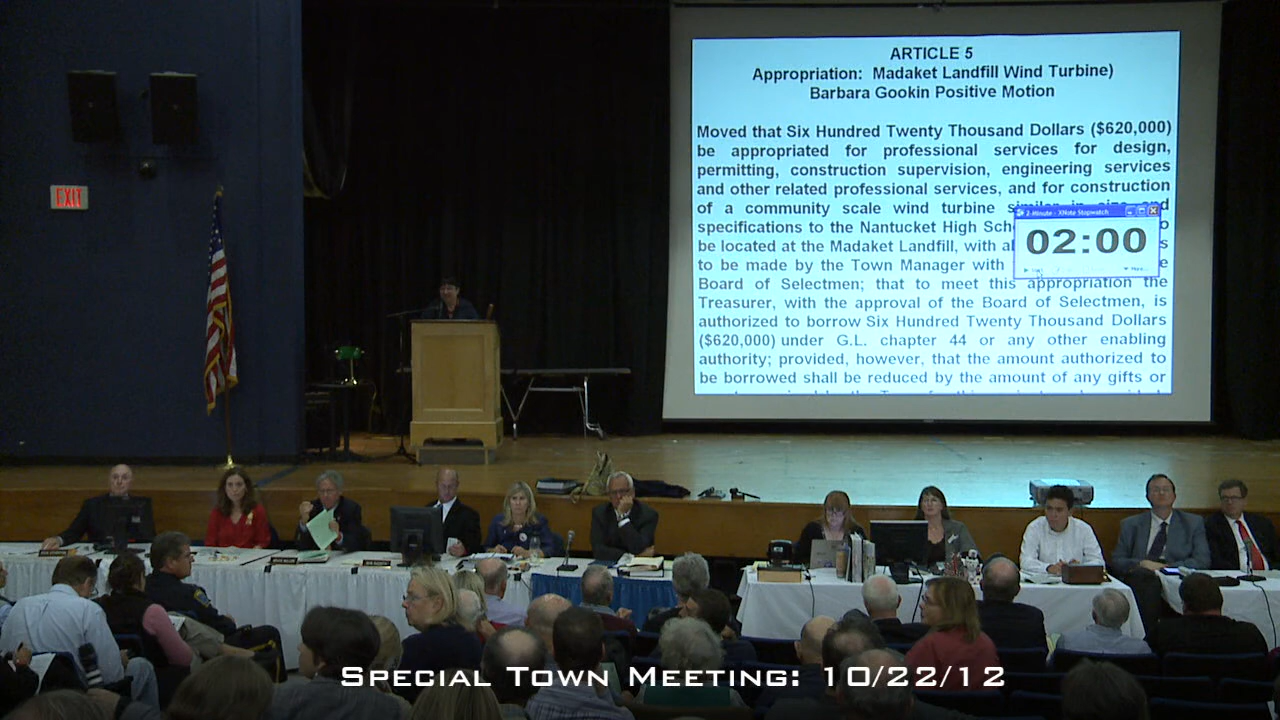 EXIT
ARTICLE 5
Appropriation: Madaket Landfill Wind Turbine)
Barbara Gookin Positive Motion
Moved that Six Hundred Twenty Thousand Dollars ($620,000)
be appropriated for professional services for design,
permitting, construction supervision, engineering services
and other related professional services, and for construction
of a community scale wind turbine similar in size and
specifications to the Nantucket High
be located at the Madaket Landfill, with
to be made by the Town Manager with
Board of Selectmen; that to meet this appropriation the
Treasurer, with the approval of the Board of Selectmen, is
authorized to borrow Six Hundred Twenty Thousand Dollars
($620,000) under G.L. chapter 44 or any other enabling
authority; provided, however, that the amount authorized to
be borrowed shall be reduced by the amount of any gifts or
2-Minute - XNote Stopwatch
02:00
Special Town Meeting: 10/22/12